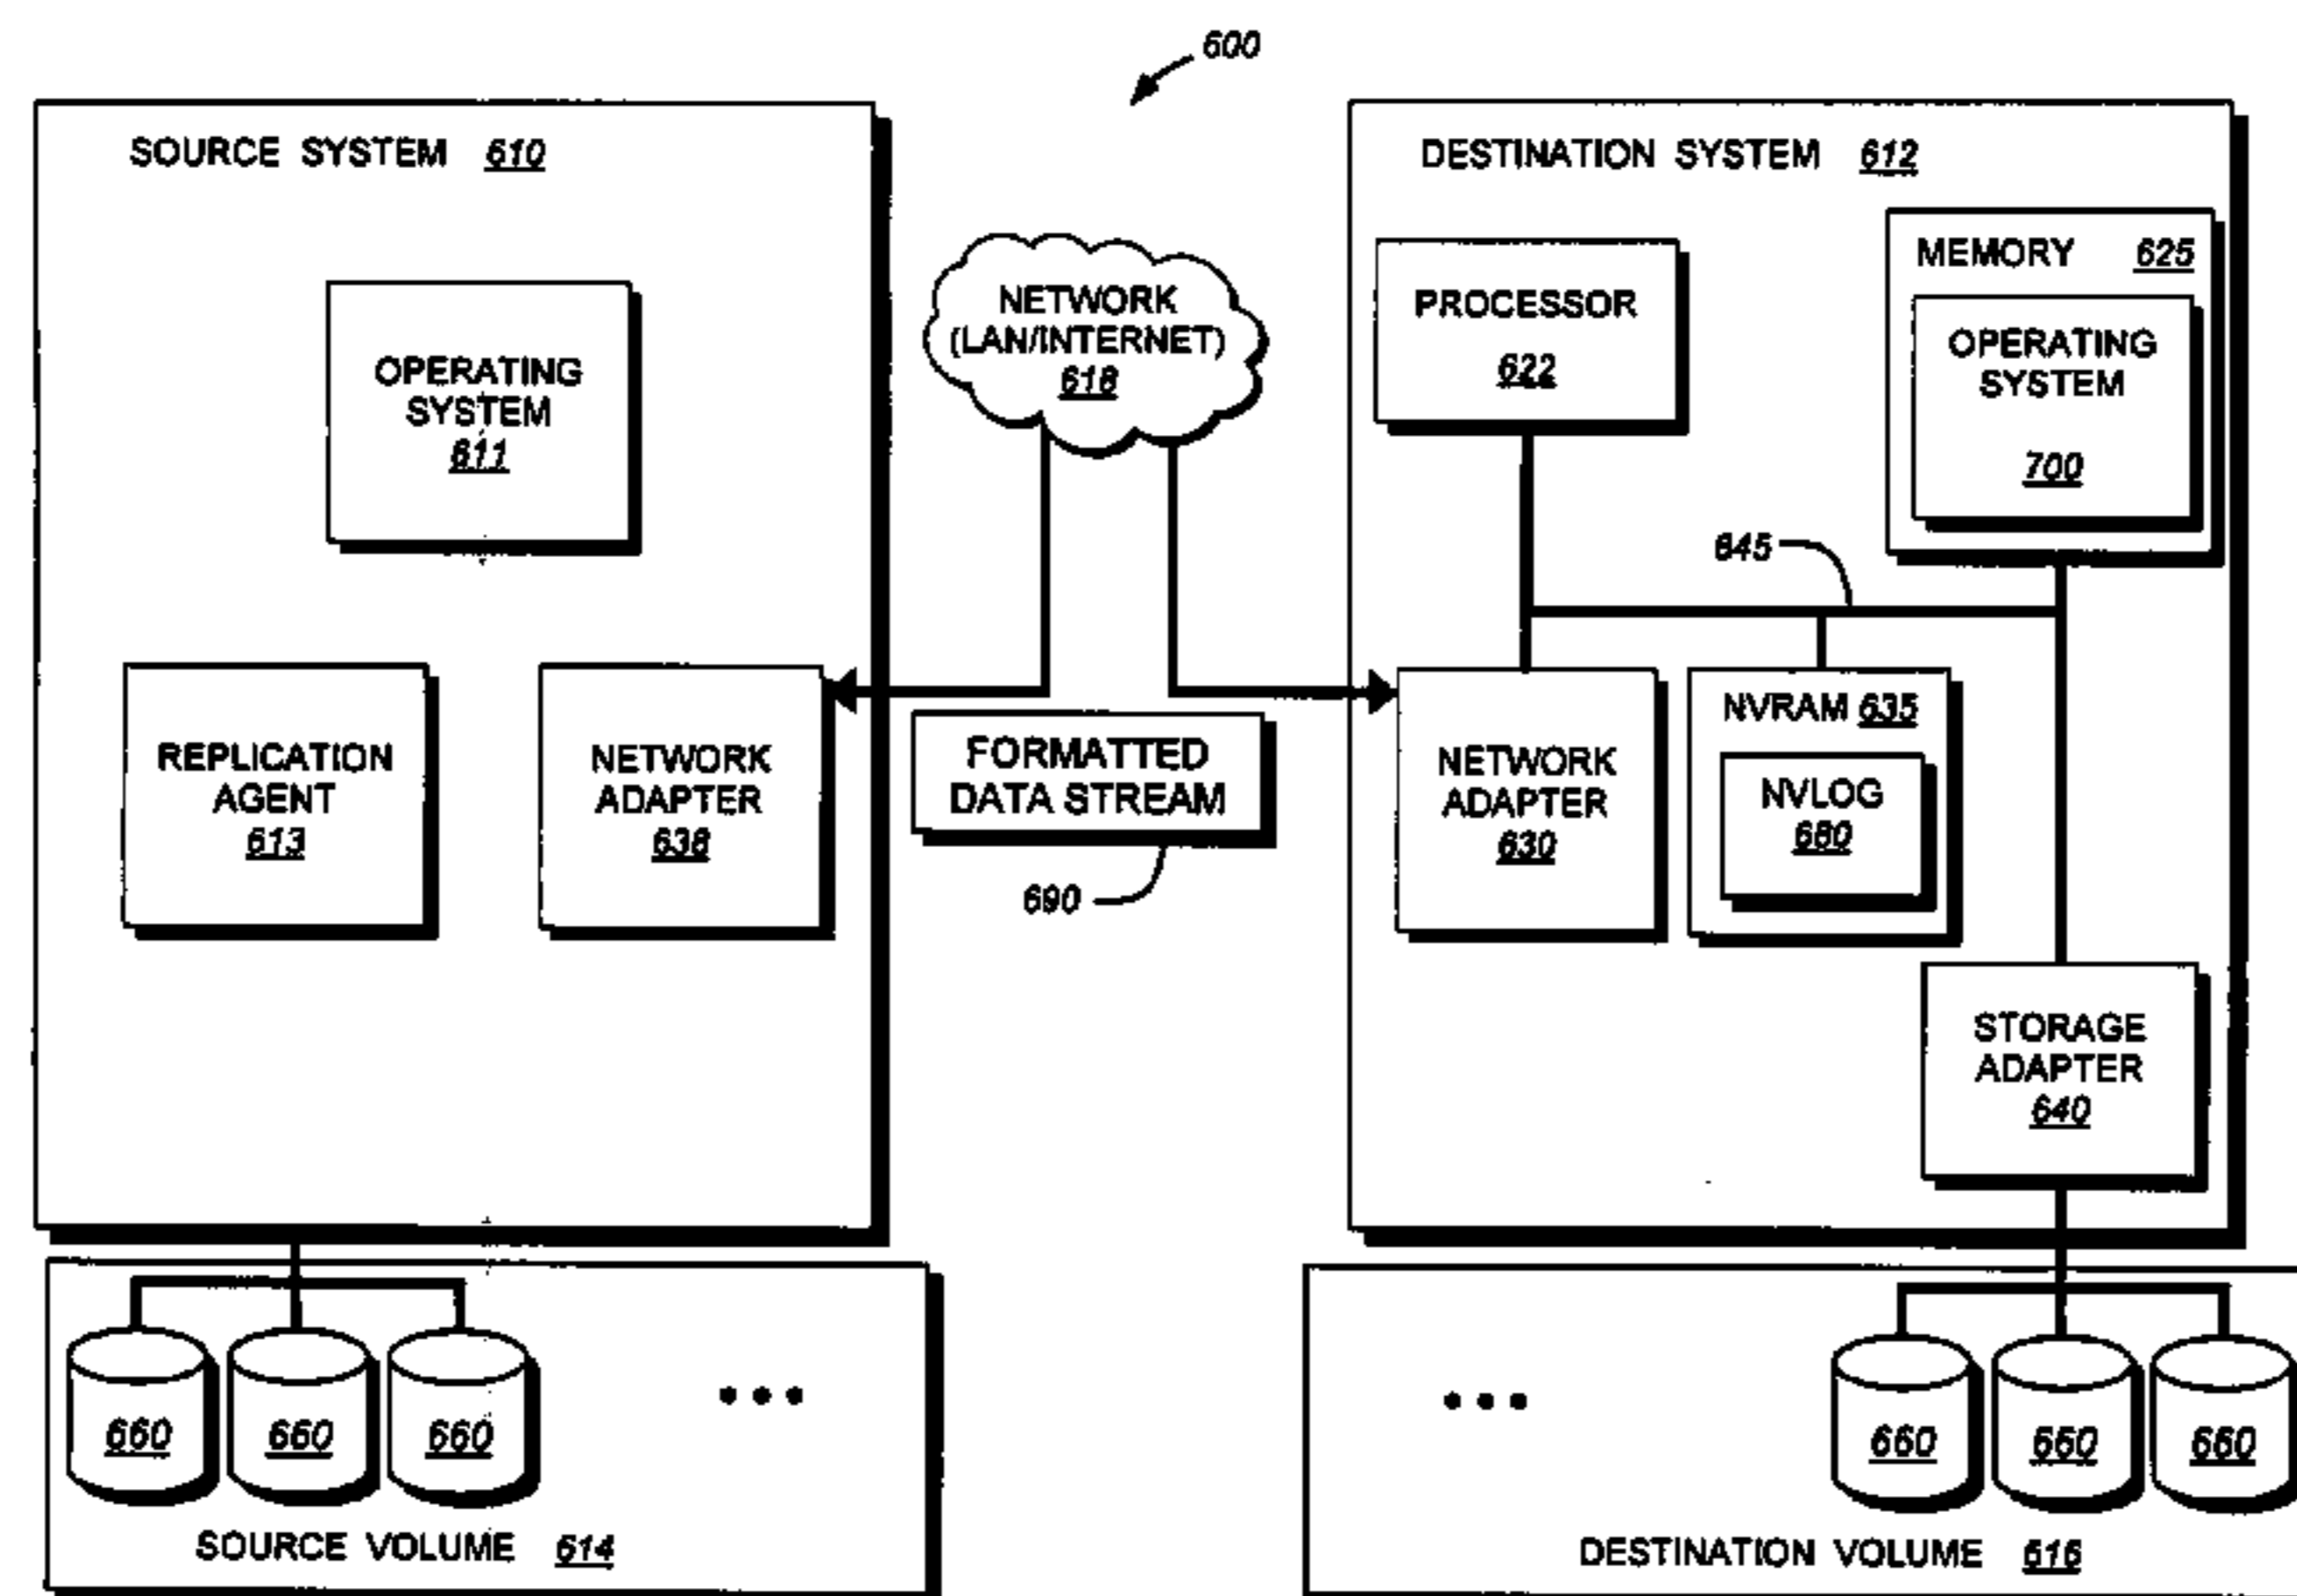 600
SOURCE SYSTEM 610
OPERATING
SYSTEM
611
REPLICATION
AGENT
613
NETWORK
ADAPTER
638
NETWORK
(LAN/INTERNET)
618
FORMATTED
DATA STREAM
690
DESTINATION SYSTEM 612
PROCESSOR
622
MEMORY 625
OPERATING
SYSTEM
700
645
NETWORK
ADAPTER
630
NVRAM 635
NVLOG
680
STORAGE
ADAPTER
640
660 660 660
• • •
SOURCE VOLUME 614
• • •
660 660 660
DESTINATION VOLUME 616